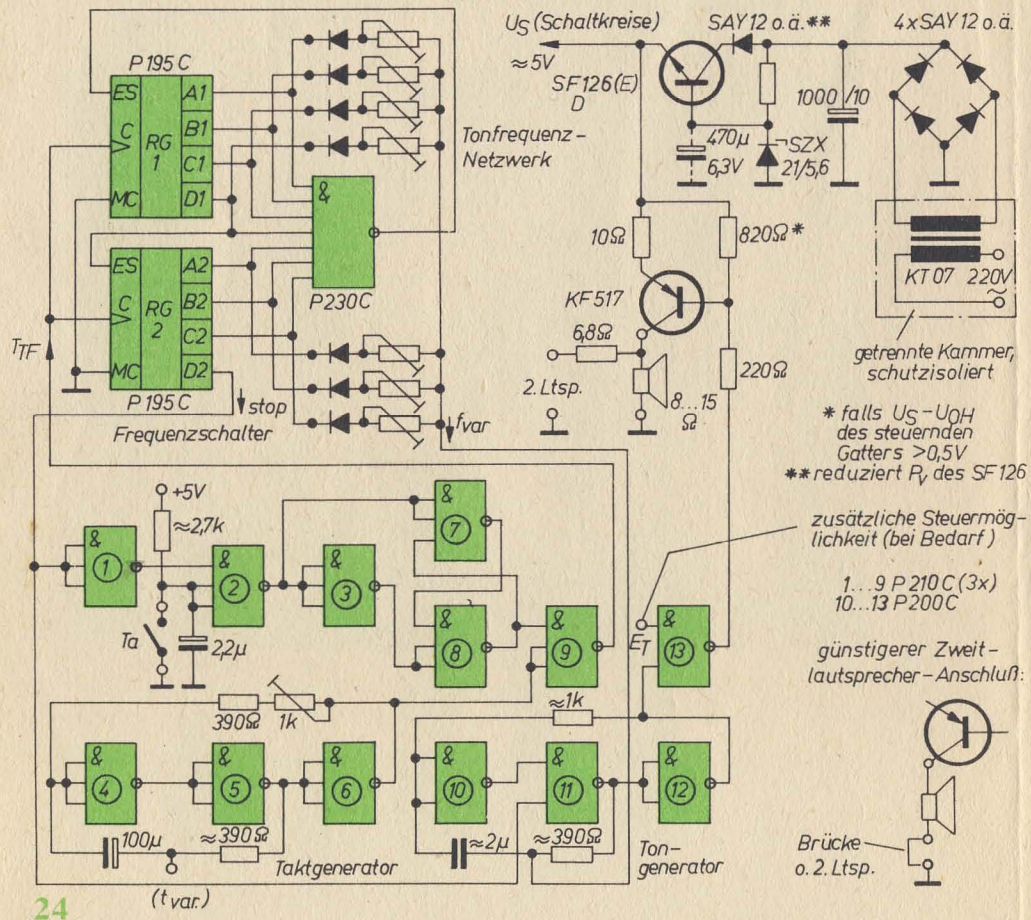 P195C
ES
C
MC
RG
1
A1
B1
C1
D1
ES
C
MC
RG
2
A2
B2
C2
D2
P195C
T_TF
stop
Frequenzschalter
&
P230C
Tonfrequenz-
Netzwerk
f_var
U_S (Schaltkreise)
≈5V
SAY12 o.ä.**
4xSAY12 o.ä.
SF126(E)
D
470µ
6,3V
SZX
21/5,6
1000/10
10Ω
820Ω*
KF517
6,8Ω
2. Ltsp.
8...15
Ω
220Ω
KT07
220V
~
getrennte Kammer,
schutzisoliert
* falls U_S-U_OH
des steuernden
Gatters >0,5V
** reduziert P_V des SF126
zusätzliche Steuermög-
lichkeit (bei Bedarf)
1...9 P210C (3x)
10...13 P200C
günstigerer Zweit-
lautsprecher-Anschluß:
Brücke
o. 2. Ltsp.
+5V
≈2,7k
Ta
2,2µ
&
1
&
2
&
3
&
7
&
8
&
9
E_T
&
13
390Ω
1k
≈1k
&
4
&
5
&
6
&
10
&
11
&
12
100µ
≈390Ω
Taktgenerator
≈2µ
≈390Ω
Ton-
generator
(t_var.)
24